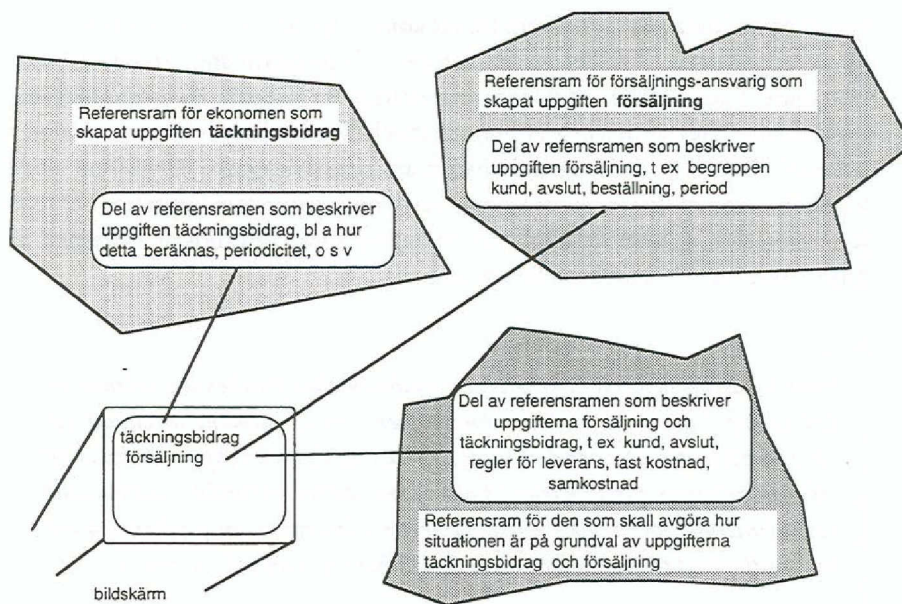 Referensram för ekonomen som
skapat uppgiften täckningsbidrag
Del av referensramen som beskriver
uppgiften täckningsbidrag, bl a hur
detta beräknas, periodicitet, o s v
Referensram för försäljnings-ansvarig som
skapat uppgiften försäljning
Del av refernsramen som beskriver
uppgiften försäljning, t ex begreppen
kund, avslut, beställning, period
täckningsbidrag
försäljning
bildskärm
Del av referensramen som beskriver
uppgifterna försäljning och
täckningsbidrag, t ex kund, avslut,
regler för leverans, fast kostnad,
samkostnad
Referensram för den som skall avgöra hur
situationen är på grundval av uppgifterna
täckningsbidrag och försäljning